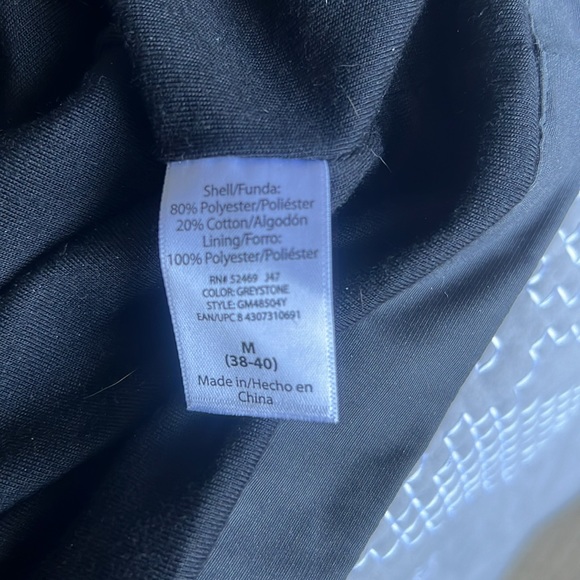 Shell/Funda:
80% Polyester/Poliéster
20% Cotton/Algodón
Lining/Forro:
100% Polyester/Poliéster
RN# 52469 J47
COLOR: GREYSTONE
STYLE: GM48504Y
EAN/UPC 8 4307310691
M
(38-40)
Made in/Hecho en
China